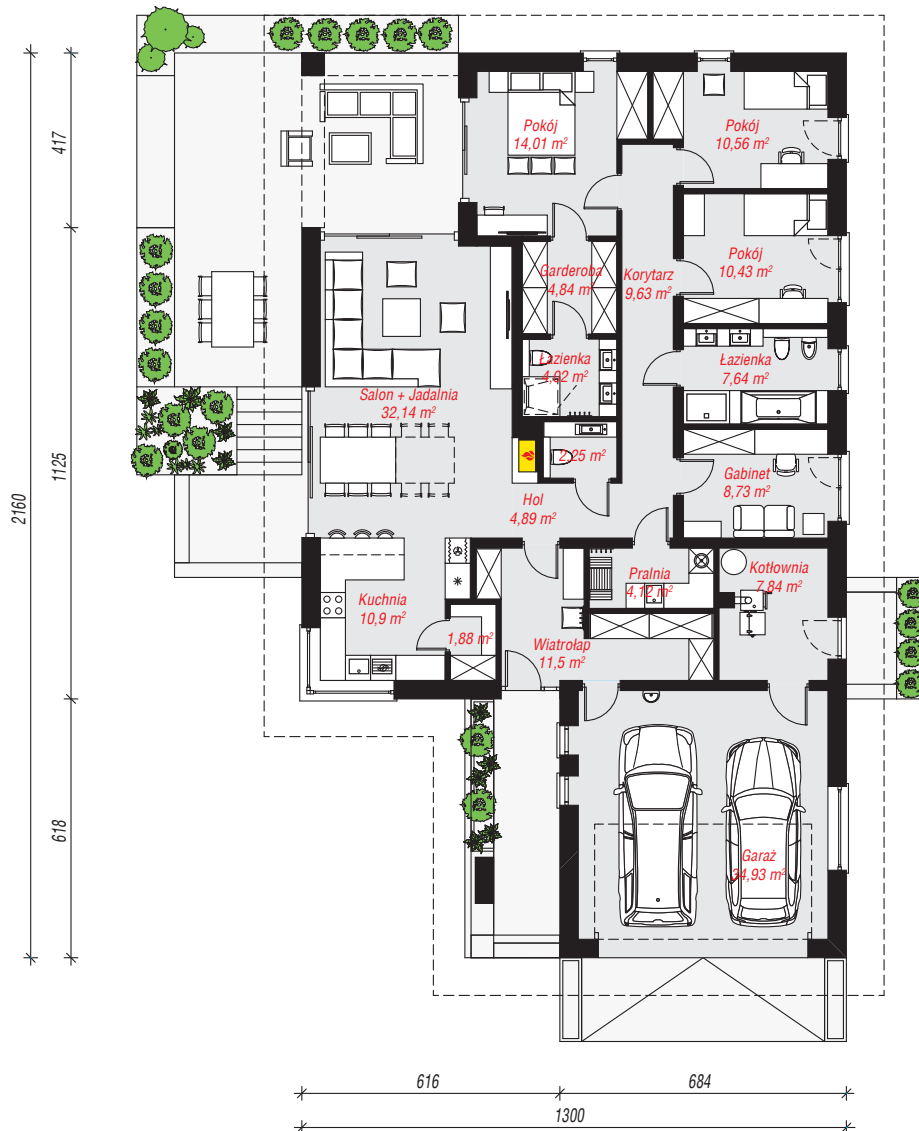 Pokój
14,01 m²
Pokój
10,56 m²
417
Pokój
10,43 m²
Garderoba
4,84 m²
Korytarz
9,63 m²
Łazienka
4,02 m²
Łazienka
7,64 m²
Salon + Jadalnia
32,14 m²
2,25 m²
Gabinet
8,73 m²
1125
2160
Hol
4,89 m²
Pralnia
4,12 m²
Kotłownia
7,84 m²
Kuchnia
10,9 m²
1,88 m²
Wiatrołap
11,5 m²
618
Garaż
34,93 m²
616
684
1300